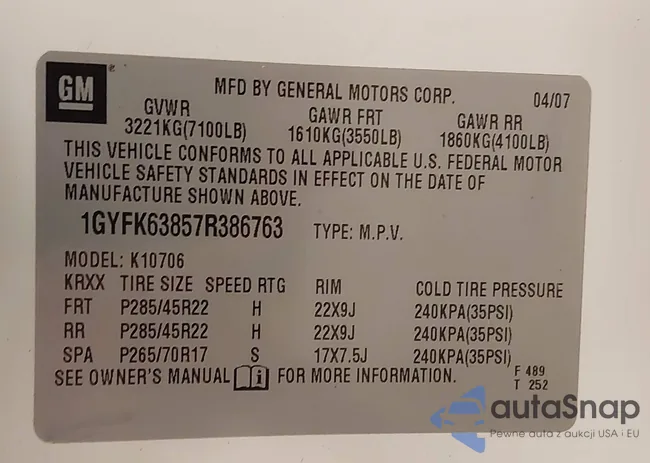 GM
MFD BY GENERAL MOTORS CORP. 04/07
GVWR GAWR FRT GAWR RR
3221KG(7100LB) 1610KG(3550LB) 1860KG(4100LB)
THIS VEHICLE CONFORMS TO ALL APPLICABLE U.S. FEDERAL MOTOR
VEHICLE SAFETY STANDARDS IN EFFECT ON THE DATE OF
MANUFACTURE SHOWN ABOVE.
1GYFK63857R386763 TYPE: M.P.V.
MODEL: K10706
KRXX TIRE SIZE SPEED RTG RIM COLD TIRE PRESSURE
FRT P285/45R22 H 22X9J 240KPA(35PSI)
RR P285/45R22 H 22X9J 240KPA(35PSI)
SPA P265/70R17 S 17X7.5J 240KPA(35PSI)
SEE OWNER'S MANUAL i FOR MORE INFORMATION.
F 489
T 252
autaSnap
Pewne auta z aukcji USA i EU